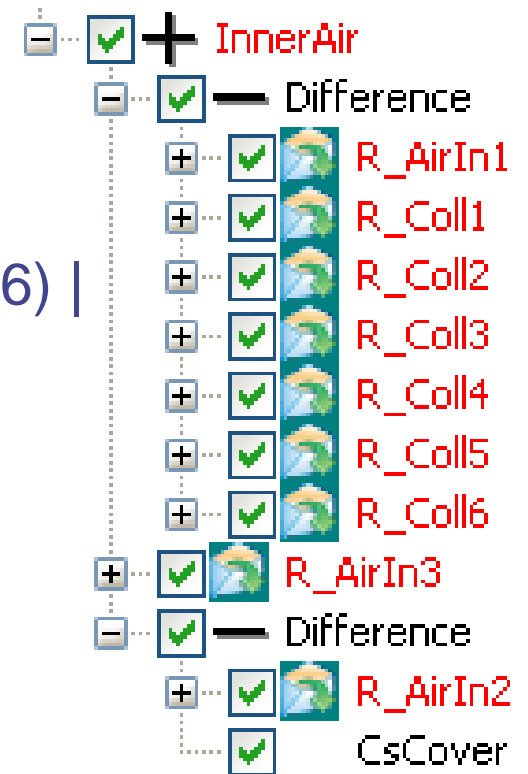 InnerAir
Difference
R_AirIn1
R_Coll1
6) |
R_Coll2
R_Coll3
R_Coll4
R_Coll5
R_Coll6
R_AirIn3
Difference
R_AirIn2
CsCover